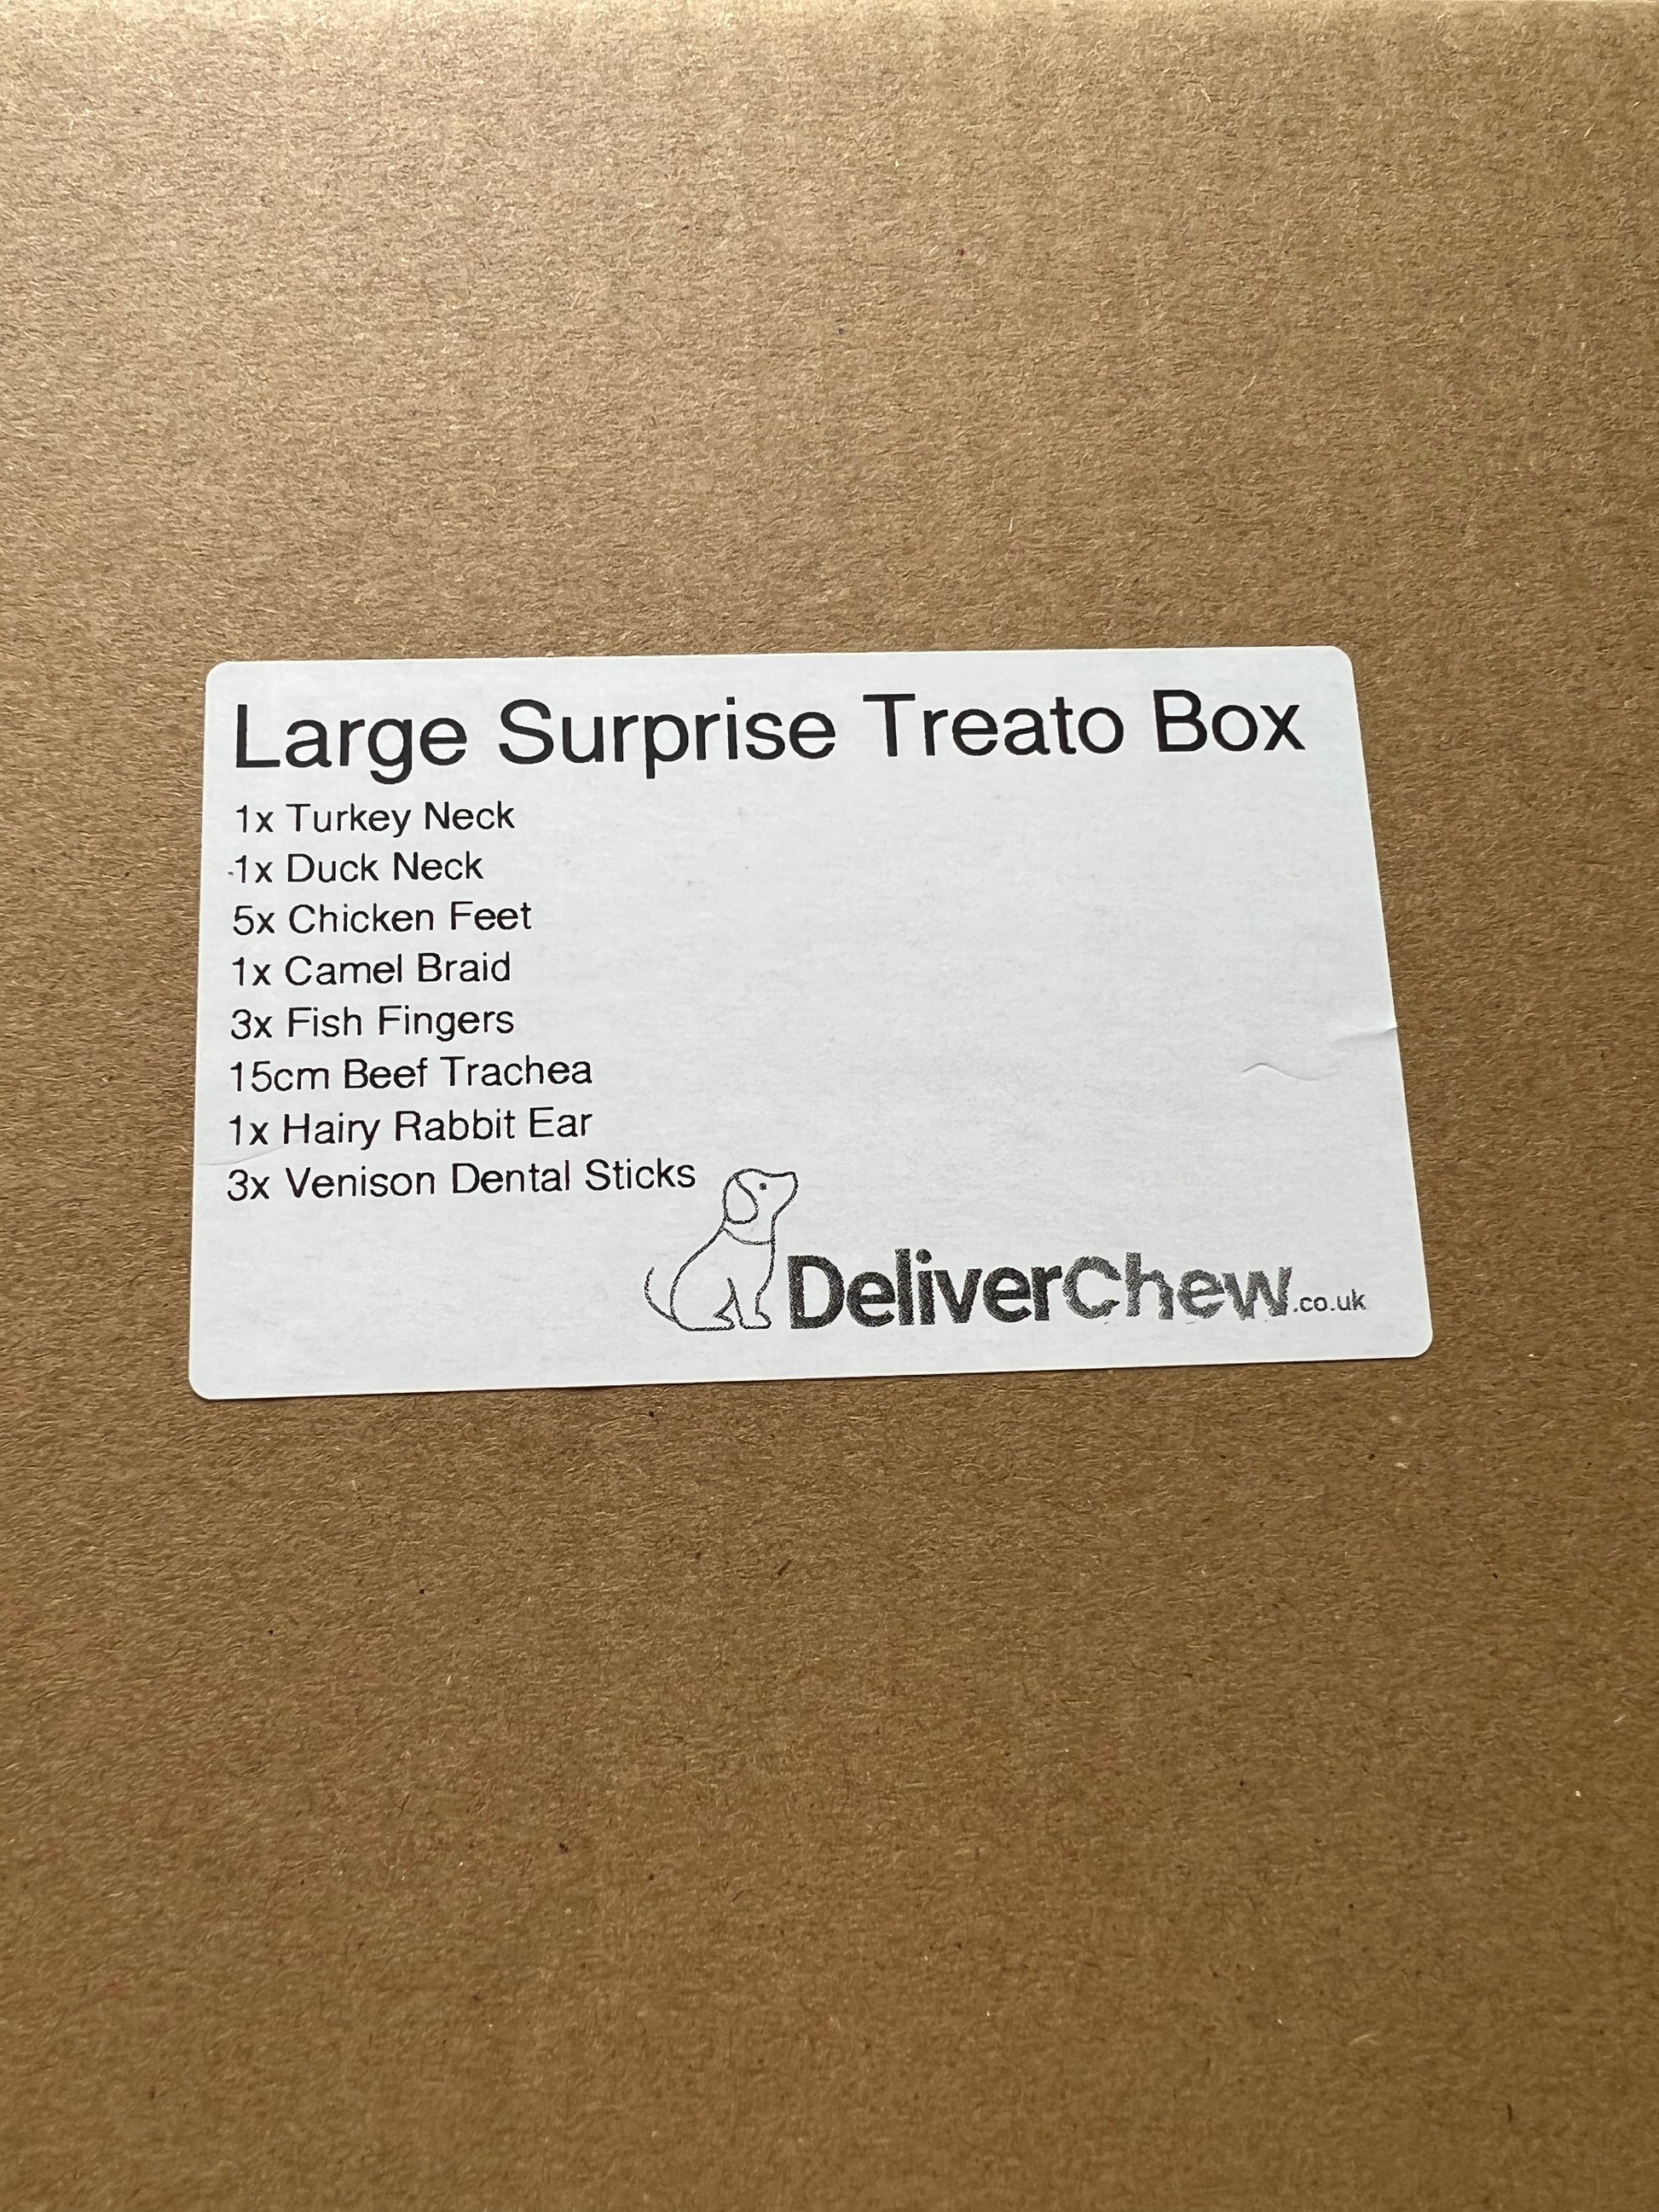 Large Surprise Treato Box
1x Turkey Neck
1x Duck Neck
5x Chicken Feet
1x Camel Braid
3x Fish Fingers
15cm Beef Trachea
1x Hairy Rabbit Ear
3x Venison Dental Sticks
DeliverChew.co.uk